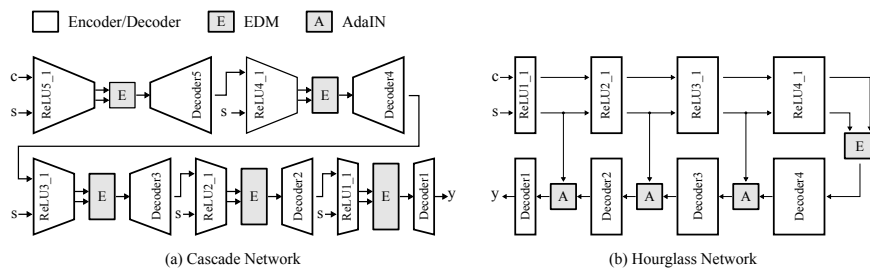 Encoder/Decoder E EDM A AdaIN
c
s
ReLU5_1
E
Decoder5
s
ReLU4_1
E
Decoder4
s
ReLU3_1
E
Decoder3
s
ReLU2_1
E
Decoder2
s
ReLU1_1
E
Decoder1
y
(a) Cascade Network
c
s
ReLU1_1
ReLU2_1
ReLU3_1
ReLU4_1
E
y
Decoder1
A
Decoder2
A
Decoder3
A
Decoder4
(b) Hourglass Network